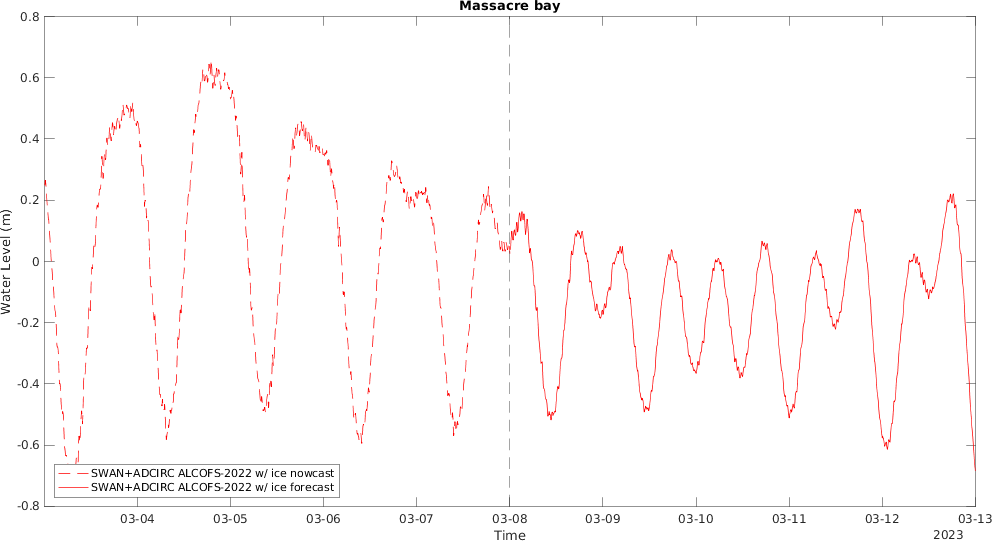 Massacre bay
0.8
0.6
0.4
0.2
0
-0.2
-0.4
-0.6
-0.8
Water Level (m)
SWAN+ADCIRC ALCOFS-2022 w/ ice nowcast
SWAN+ADCIRC ALCOFS-2022 w/ ice forecast
03-04 03-05 03-06 03-07 03-08 03-09 03-10 03-11 03-12 03-13
Time
2023